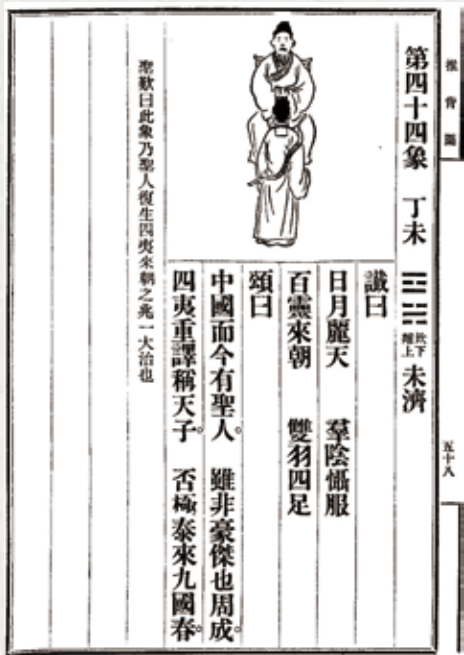 推背圖
五十八
第四十四象 丁未 ䷿ 坎下離上 未濟
讖曰
日月麗天 羣陰懾服
百靈來朝 雙羽四足
頌曰
中國而今有聖人。 雖非豪傑也周成。
四夷重譯稱天子。 否極泰來九國春。
聖歎曰此象乃聖人復生四夷來朝之兆一大治也